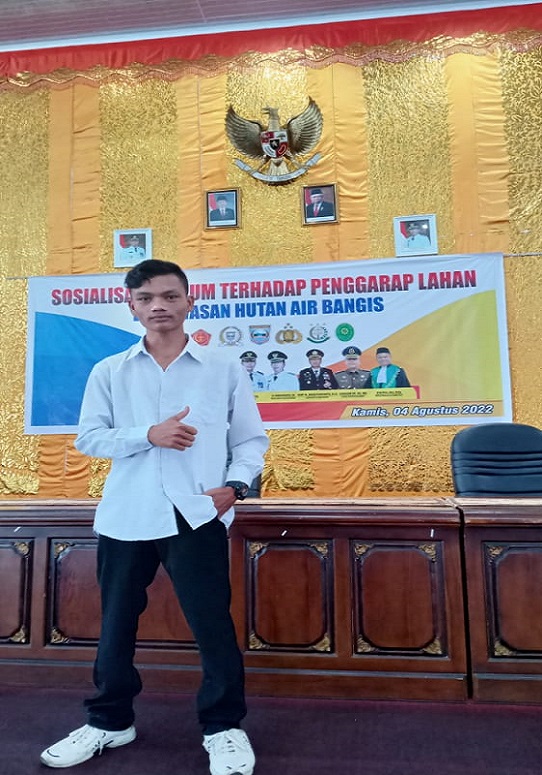 SOSIALISA UM TERHADAP PENGGARAP LAHAN
ASAN HUTAN AIR BANGIS
Kamis, 04 Agustus 2022